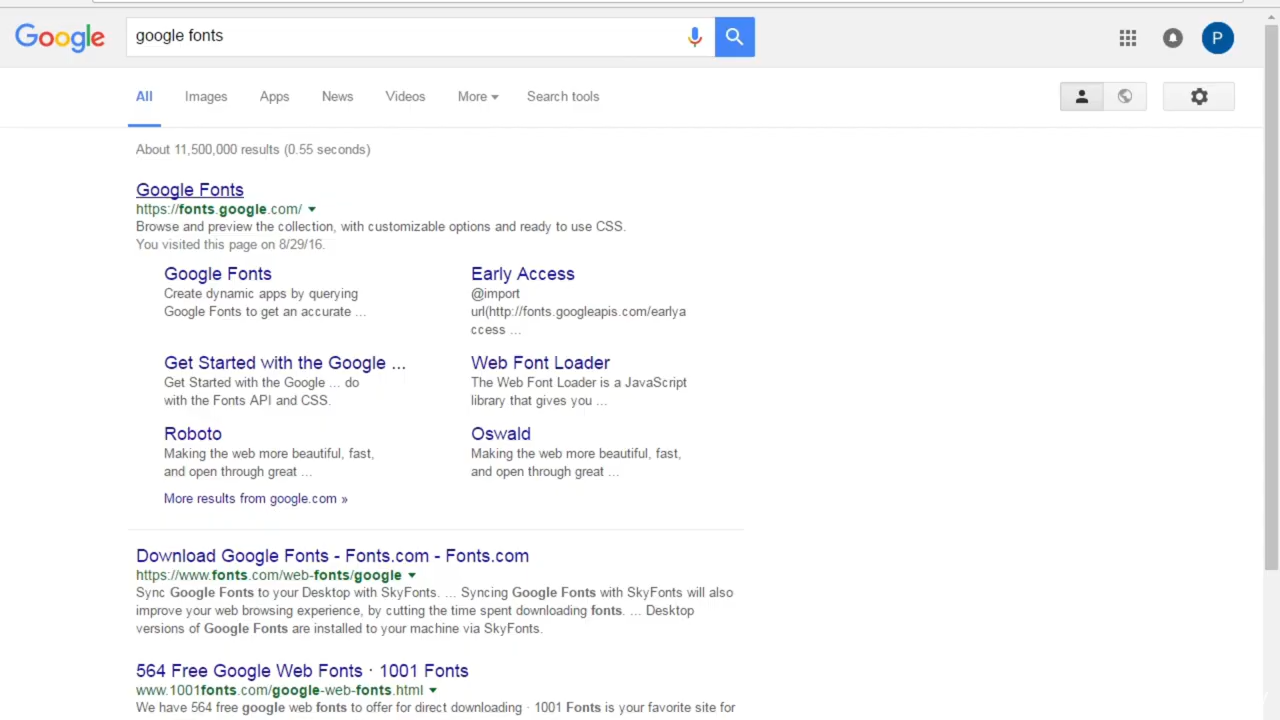 Google
google fonts
P
All Images Apps News Videos More Search tools
About 11,500,000 results (0.55 seconds)
Google Fonts
https://fonts.google.com/
Browse and preview the collection, with customizable options and ready to use CSS.
You visited this page on 8/29/16.
Google Fonts
Create dynamic apps by querying
Google Fonts to get an accurate ...
Early Access
@import
url(http://fonts.googleapis.com/earlya
ccess ...
Get Started with the Google ...
Get Started with the Google ... do
with the Fonts API and CSS.
Web Font Loader
The Web Font Loader is a JavaScript
library that gives you ...
Roboto
Making the web more beautiful, fast,
and open through great ...
Oswald
Making the web more beautiful, fast,
and open through great ...
More results from google.com »
Download Google Fonts - Fonts.com - Fonts.com
https://www.fonts.com/web-fonts/google
Sync Google Fonts to your Desktop with SkyFonts. ... Syncing Google Fonts with SkyFonts will also
improve your web browsing experience, by cutting the time spent downloading fonts. ... Desktop
versions of Google Fonts are installed to your machine via SkyFonts.
564 Free Google Web Fonts · 1001 Fonts
www.1001fonts.com/google-web-fonts.html
We have 564 free google web fonts to offer for direct downloading · 1001 Fonts is your favorite site for